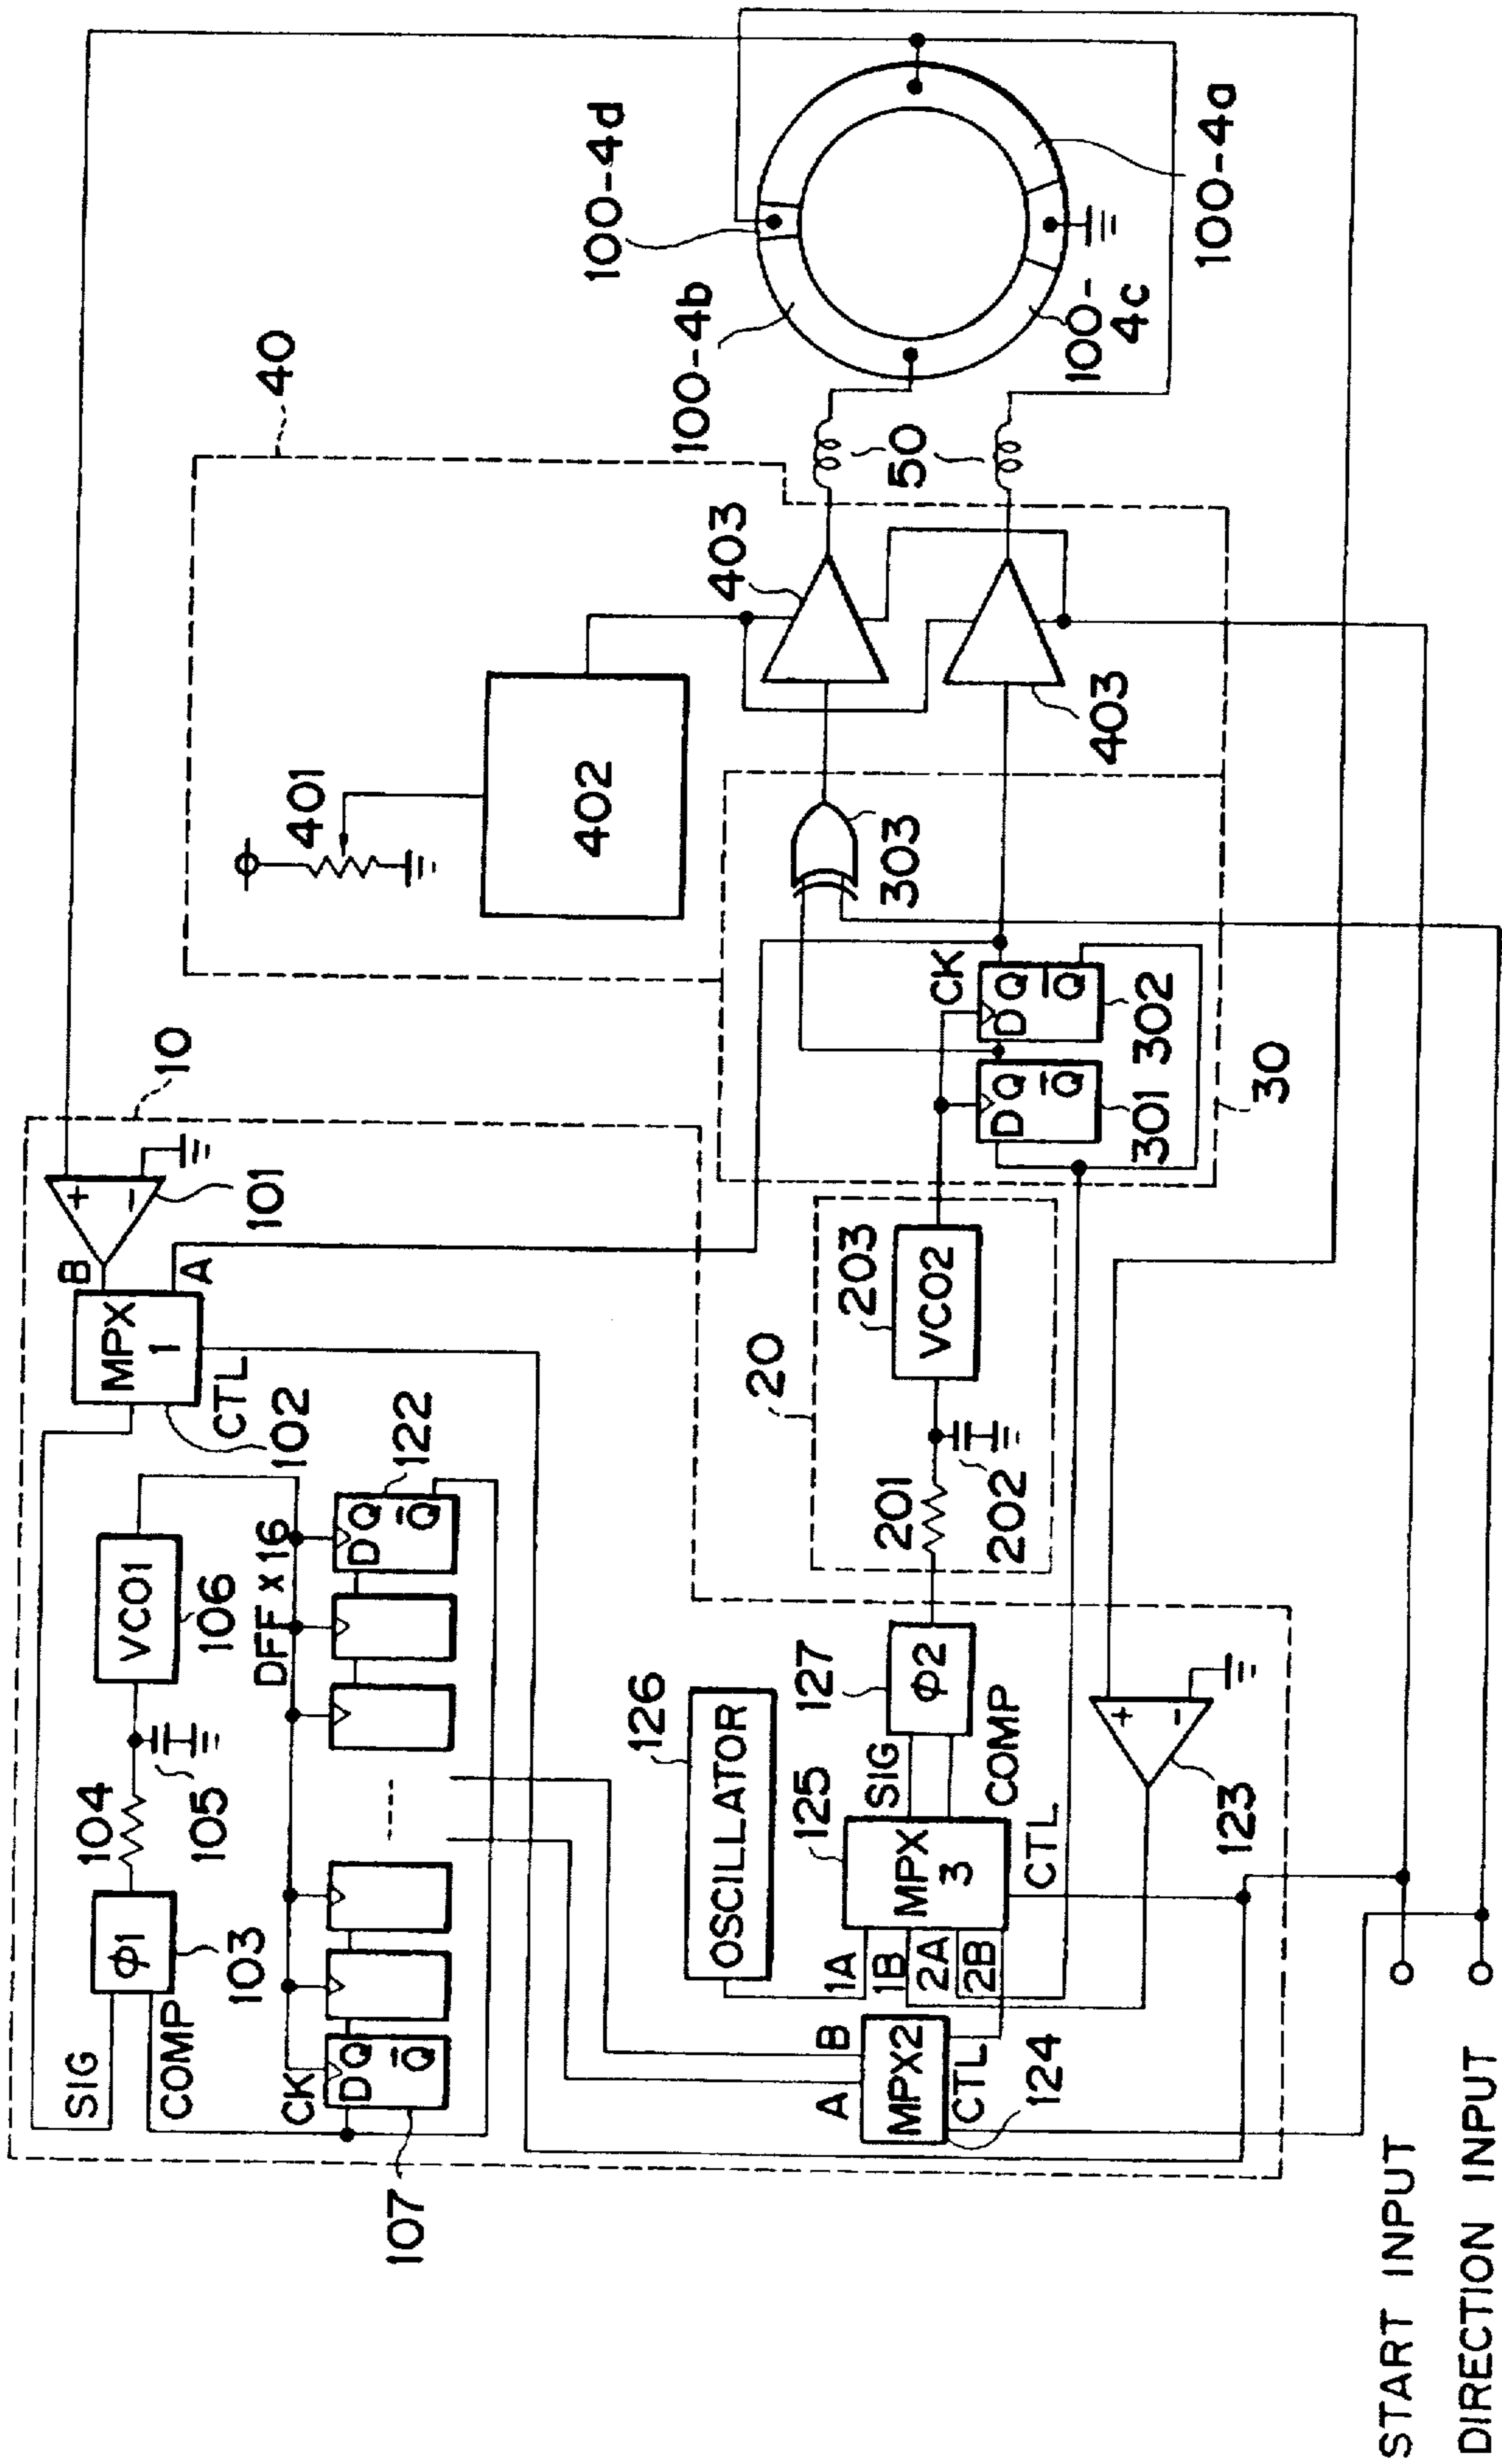 10
40
SIG
COMP
φ1
103
104
105
VCO1
106
MPX
1
B
A
CTL
102
+
-
101
CK
D Q
Q̅
107
DFF x 16
D Q
Q̅
122
401
402
403
403
100-4d
100-4b
100-
4c
100-4a
50
303
CK
D Q
Q̅
301
D Q
Q̅
302
30
20
201
202
VCO2
203
OSCILLATOR
126
A
B
MPX2
CTL
124
1A
1B
2A
2B
MPX
3
125
CTL
SIG
COMP
φ2
127
+
-
123
START INPUT
DIRECTION INPUT